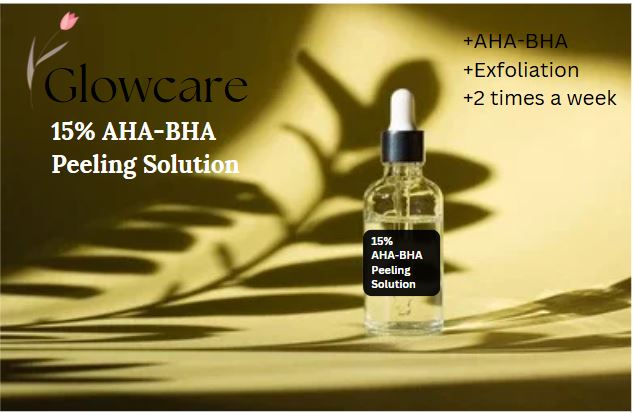 Glowcare
15% AHA-BHA
Peeling Solution
+AHA-BHA
+Exfoliation
+2 times a week
15%
AHA-BHA
Peeling
Solution